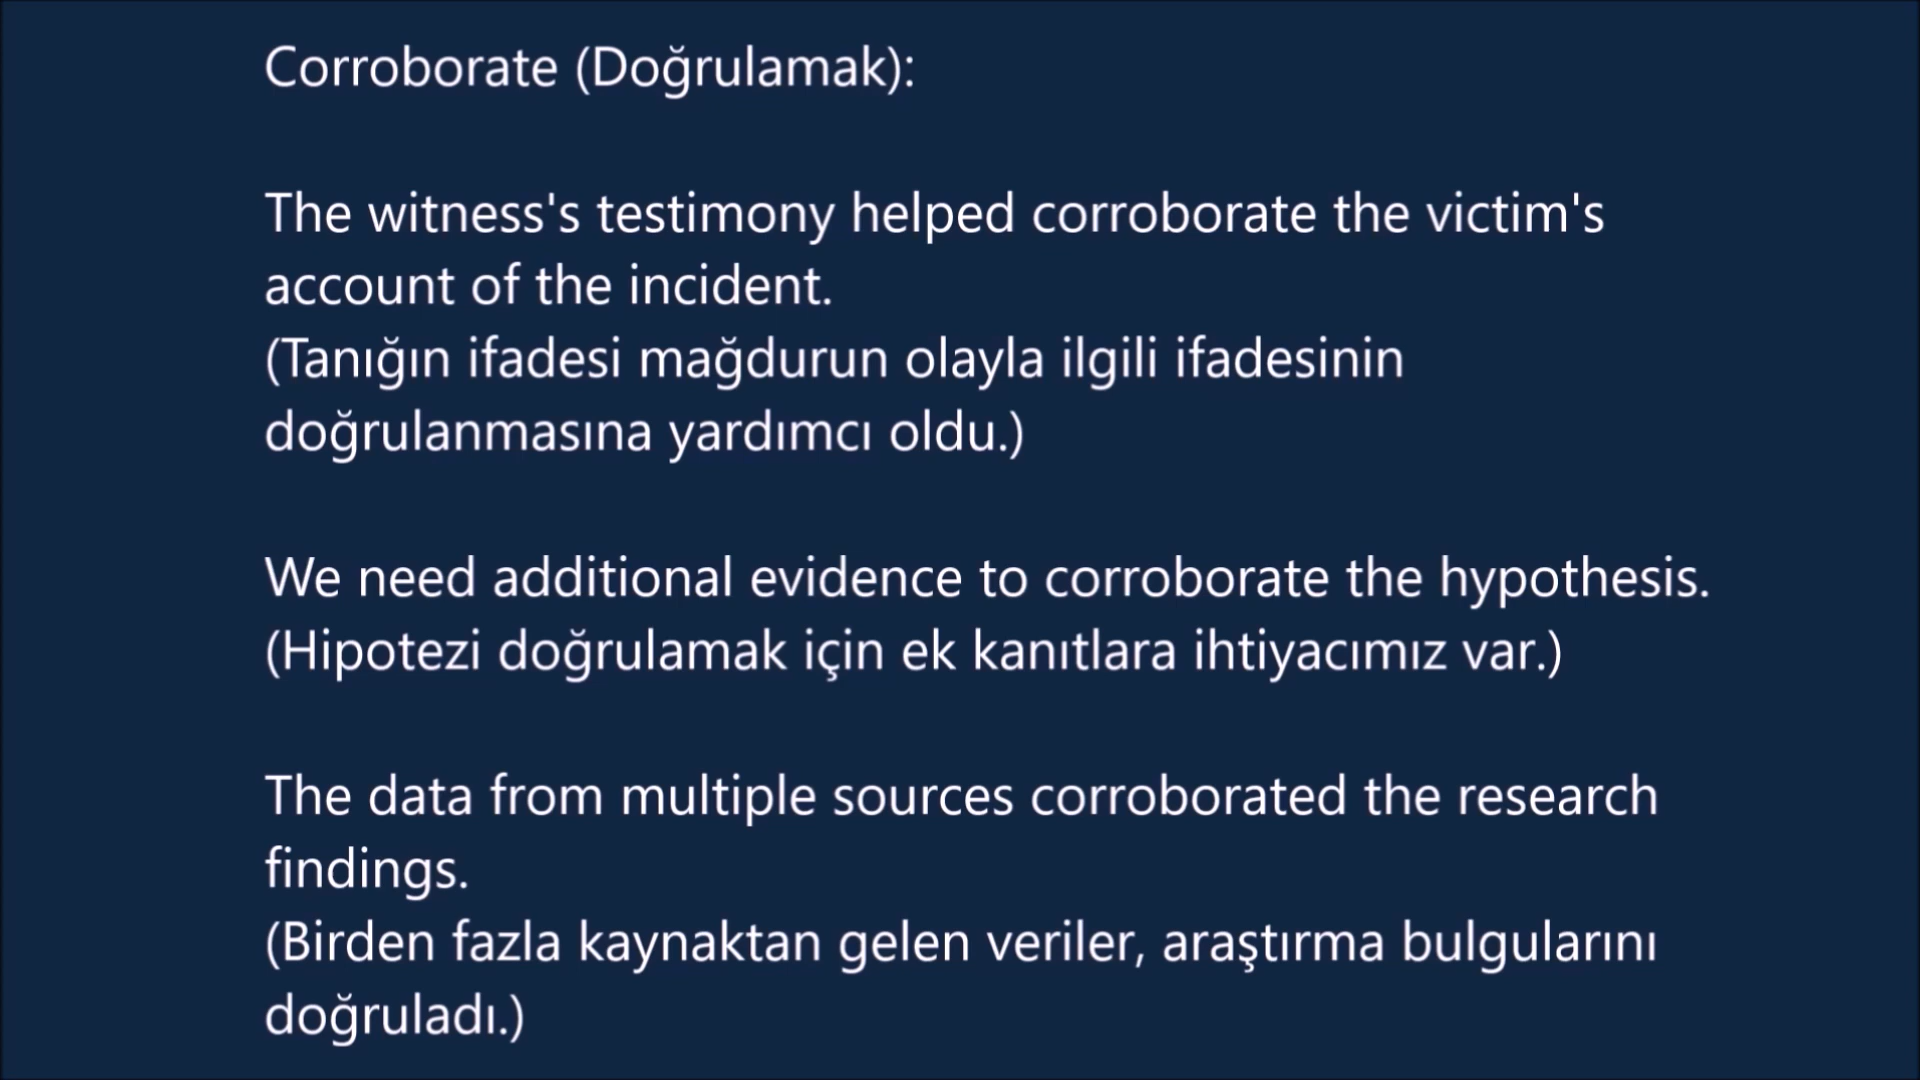 Corroborate (Doğrulamak):
The witness's testimony helped corroborate the victim's
account of the incident.
(Tanığın ifadesi mağdurun olayla ilgili ifadesinin
doğrulanmasına yardımcı oldu.)
We need additional evidence to corroborate the hypothesis.
(Hipotezi doğrulamak için ek kanıtlara ihtiyacımız var.)
The data from multiple sources corroborated the research
findings.
(Birden fazla kaynaktan gelen veriler, araştırma bulgularını
doğruladı.)